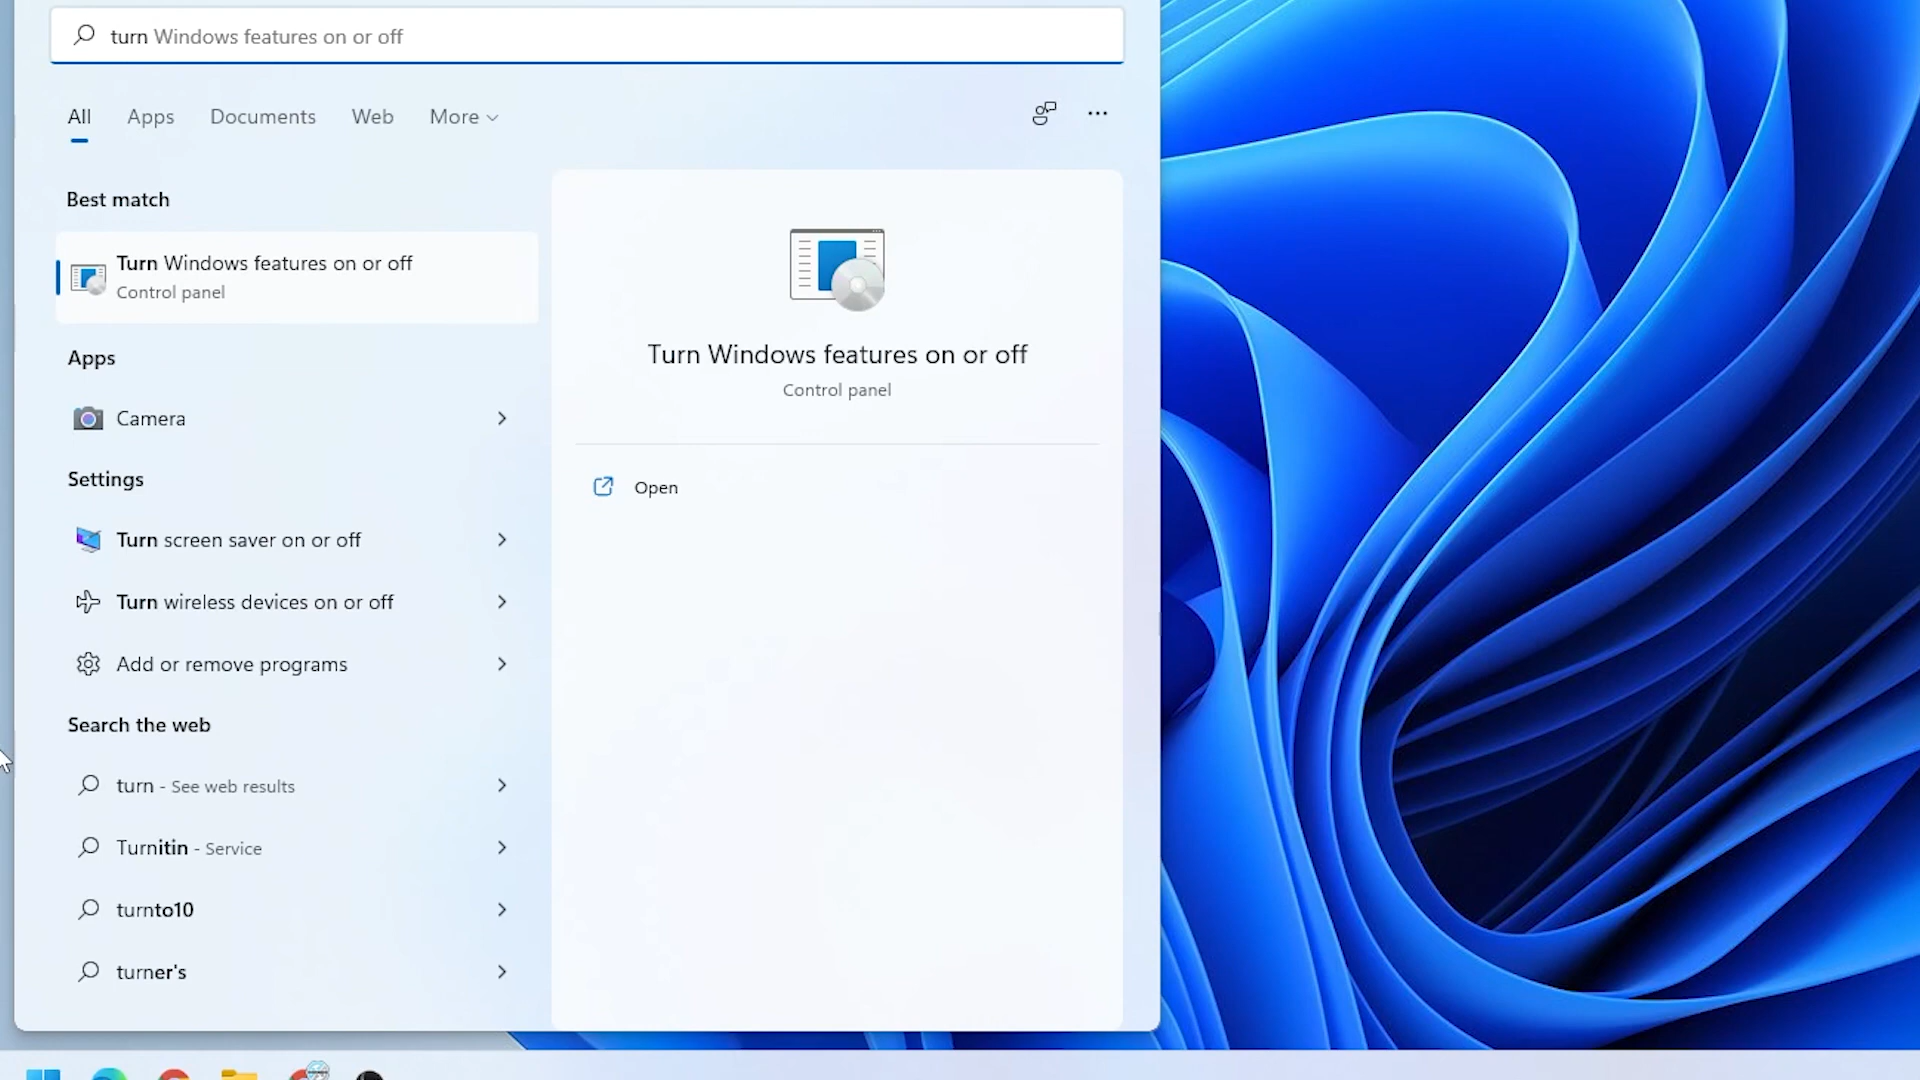 turn Windows features on or off
All Apps Documents Web More
Best match
Turn Windows features on or off
Control panel
Apps
Camera
Settings
Turn screen saver on or off
Turn wireless devices on or off
Add or remove programs
Search the web
turn - See web results
Turnitin - Service
turnto10
turner's
Turn Windows features on or off
Control panel
Open